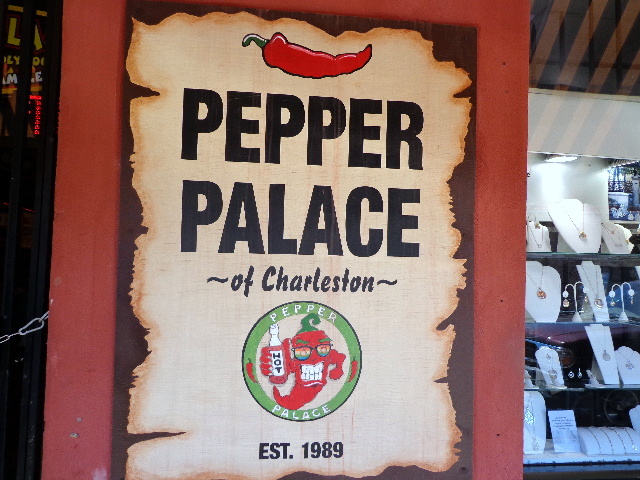 PEPPER
PALACE
~of Charleston~
PEPPER
HOT
PALACE
EST. 1989